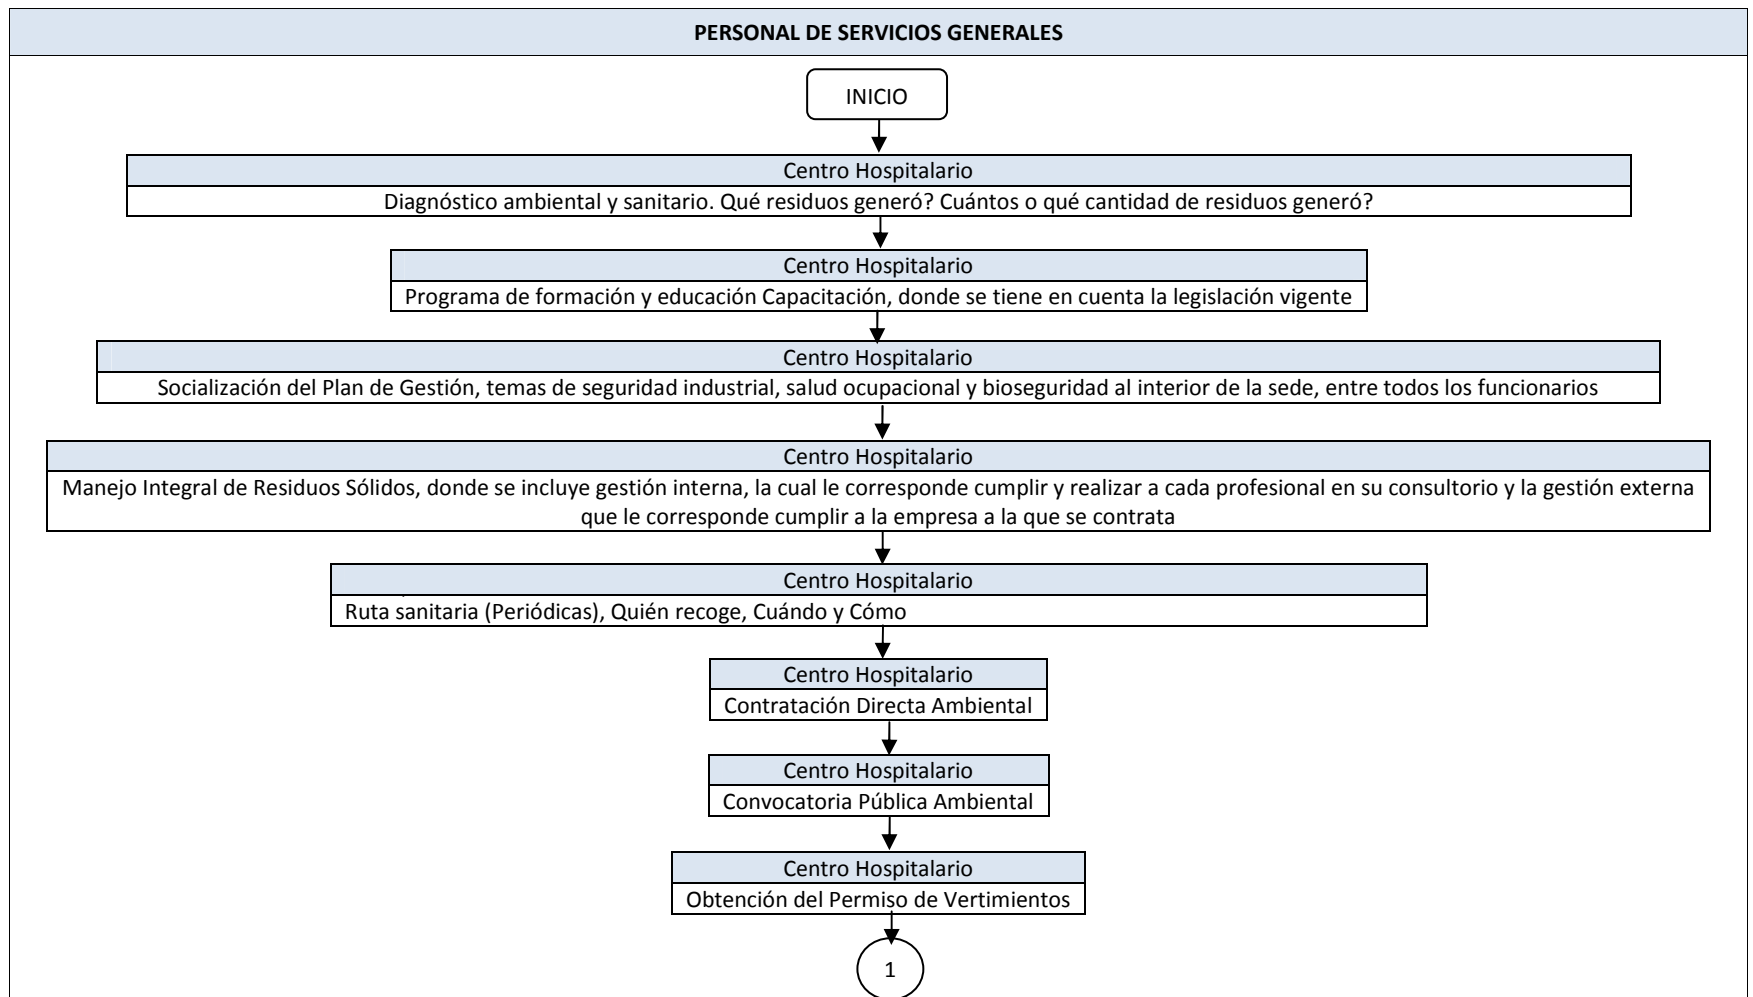 PERSONAL DE SERVICIOS GENERALES
INICIO
Centro Hospitalario
Diagnóstico ambiental y sanitario. Qué residuos generó? Cuántos o qué cantidad de residuos generó?
Centro Hospitalario
Programa de formación y educación Capacitación, donde se tiene en cuenta la legislación vigente
Centro Hospitalario
Socialización del Plan de Gestión, temas de seguridad industrial, salud ocupacional y bioseguridad al interior de la sede, entre todos los funcionarios
Centro Hospitalario
Manejo Integral de Residuos Sólidos, donde se incluye gestión interna, la cual le corresponde cumplir y realizar a cada profesional en su consultorio y la gestión externa
que le corresponde cumplir a la empresa a la que se contrata
Centro Hospitalario
Ruta sanitaria (Periódicas), Quién recoge, Cuándo y Cómo
Centro Hospitalario
Contratación Directa Ambiental
Centro Hospitalario
Convocatoria Pública Ambiental
Centro Hospitalario
Obtención del Permiso de Vertimientos
1